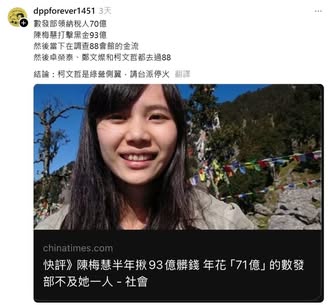 dppforever1451 3天
數發部領納稅人70億
陳梅慧打擊黑金93億
然後當下在調查88會館的金流
然後卓榮泰、鄭文燦和柯文哲都去過88
結論：柯文哲是綠營側翼，請台派停火 翻譯
chinatimes.com
快評》陳梅慧半年揪93億髒錢 年花「71億」的數發
部不及她一人 - 社會